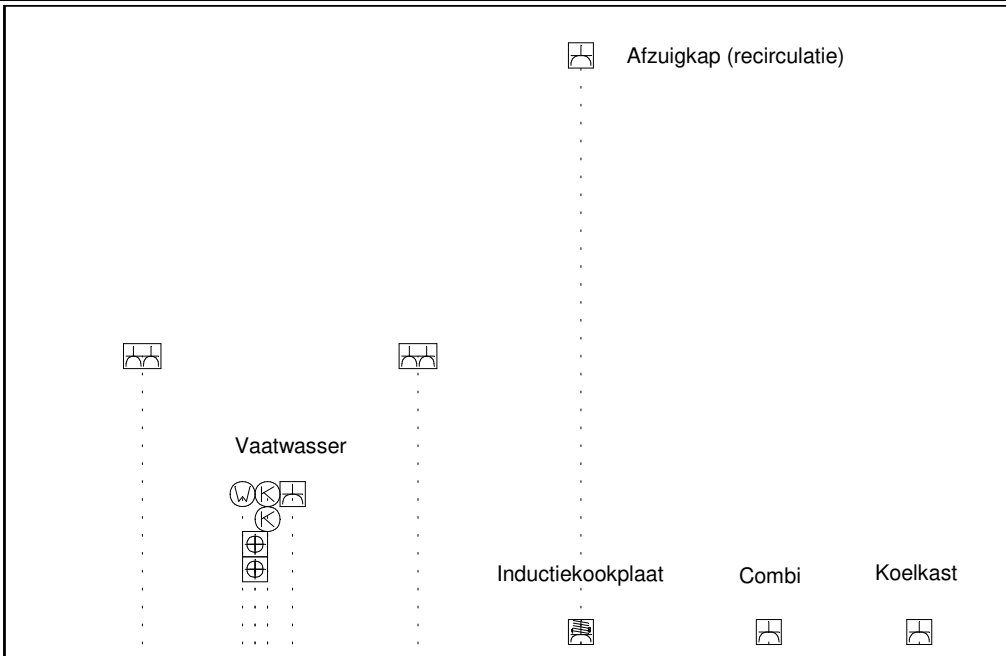 Afzuigkap (recirculatie)
Vaatwasser
W K
K
Inductiekookplaat
Combi
Koelkast